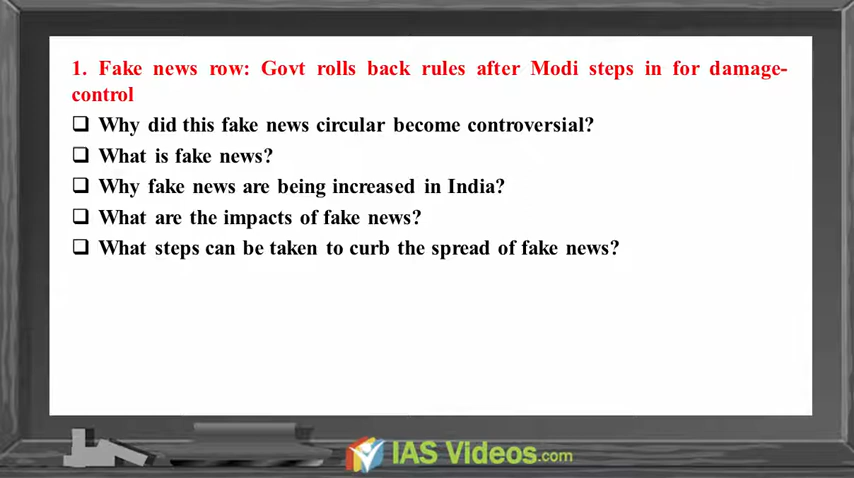 1. Fake news row: Govt rolls back rules after Modi steps in for damage-
control
❑ Why did this fake news circular become controversial?
❑ What is fake news?
❑ Why fake news are being increased in India?
❑ What are the impacts of fake news?
❑ What steps can be taken to curb the spread of fake news?
IAS Videos.com